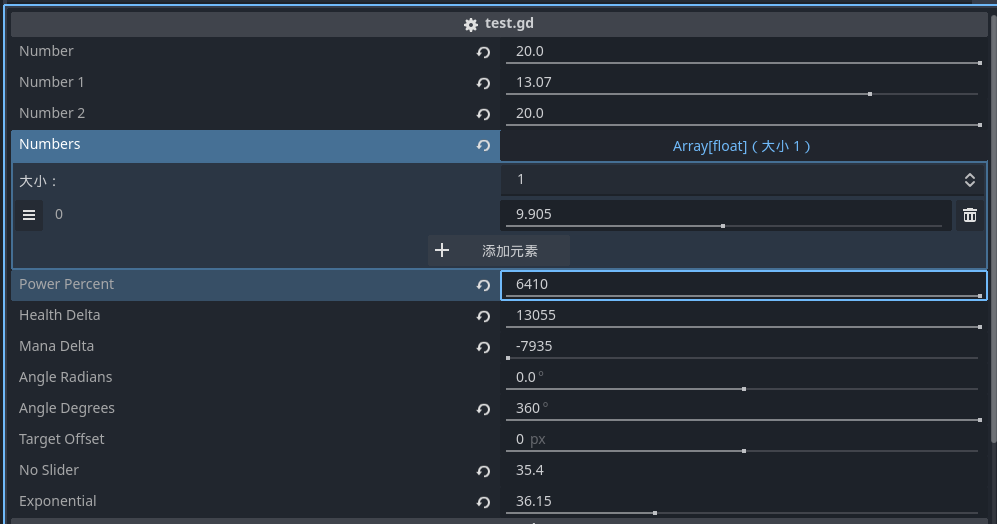 test.gd
Number 20.0
Number 1 13.07
Number 2 20.0
Numbers Array[float]（大小 1）
大小： 1
0 9.905
添加元素
Power Percent 6410
Health Delta 13055
Mana Delta -7935
Angle Radians 0.0 °
Angle Degrees 360 °
Target Offset 0 px
No Slider 35.4
Exponential 36.15